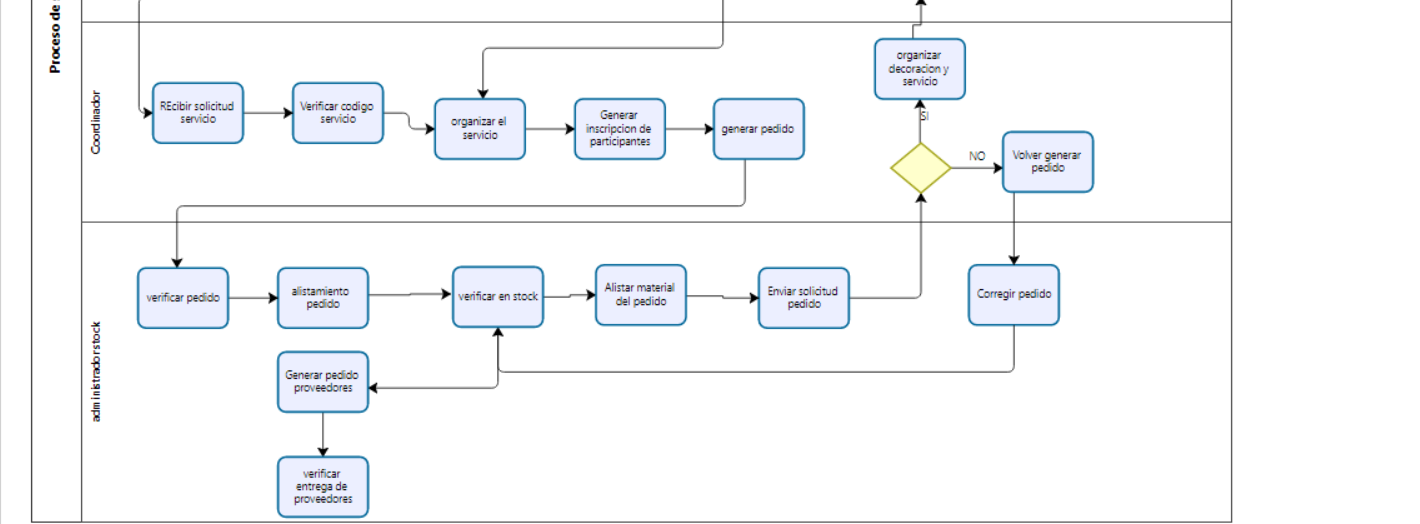 Proceso de s
Coordinador
REcibir solicitud
servicio
Verificar codigo
servicio
organizar el
servicio
Generar
inscripcion de
participantes
generar pedido
organizar
decoracion y
servicio
SI
NO
Volver generar
pedido
administrador stock
verificar pedido
alistamiento
pedido
verificar en stock
Alistar material
del pedido
Enviar solicitud
pedido
Corregir pedido
Generar pedido
proveedores
verificar
entrega de
proveedores